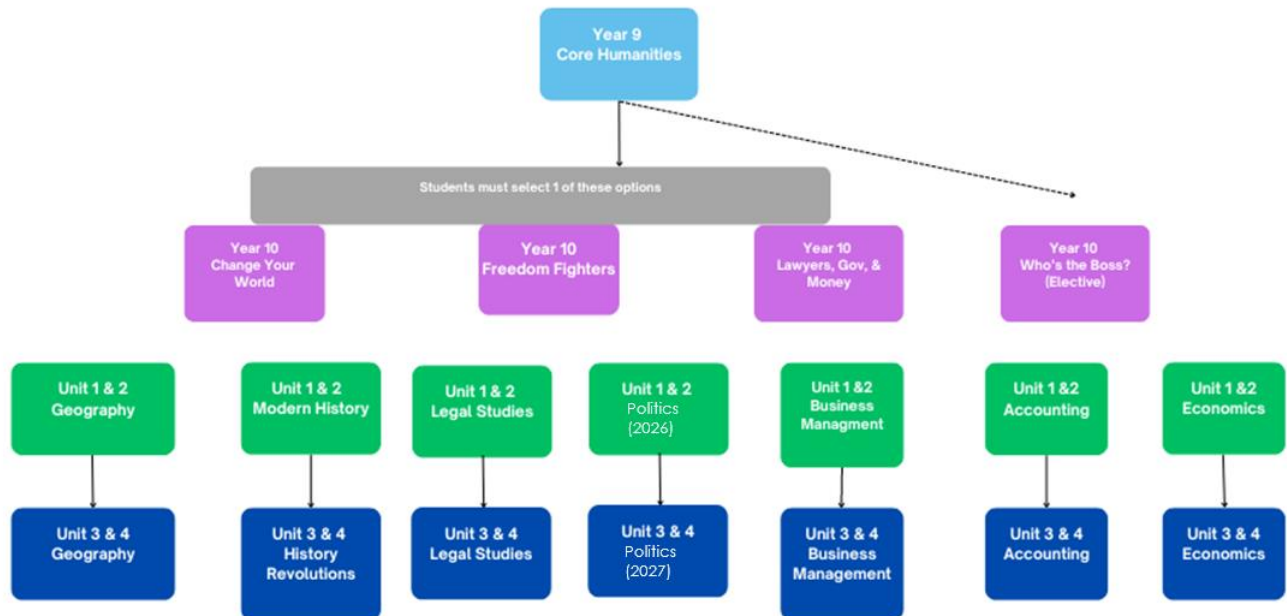 Year 9
Core Humanities
Students must select 1 of these options
Year 10
Change Your
World
Year 10
Freedom Fighters
Year 10
Lawyers, Gov, &
Money
Year 10
Who's the Boss?
(Elective)
Unit 1 & 2
Geography
Unit 1 & 2
Modern History
Unit 1 & 2
Legal Studies
Unit 1 & 2
Politics
(2026)
Unit 1 &2
Business
Managment
Unit 1 &2
Accounting
Unit 1 &2
Economics
Unit 3 & 4
Geography
Unit 3 & 4
History
Revolutions
Unit 3 & 4
Legal Studies
Unit 3 & 4
Politics
(2027)
Unit 3 & 4
Business
Management
Unit 3 & 4
Accounting
Unit 3 & 4
Economics